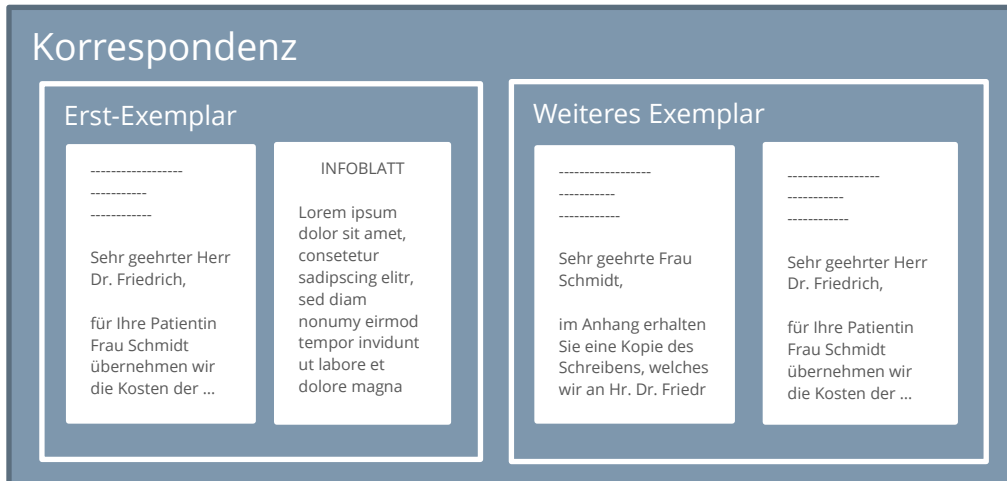 Korrespondenz
Erst-Exemplar
------------------
-----------
------------
Sehr geehrter Herr
Dr. Friedrich,
für Ihre Patientin
Frau Schmidt
übernehmen wir
die Kosten der ...
INFOBLATT
Lorem ipsum
dolor sit amet,
consetetur
sadipscing elitr,
sed diam
nonumy eirmod
tempor invidunt
ut labore et
dolore magna
Weiteres Exemplar
------------------
-----------
------------
Sehr geehrte Frau
Schmidt,
im Anhang erhalten
Sie eine Kopie des
Schreibens, welches
wir an Hr. Dr. Friedr
------------------
-----------
------------
Sehr geehrter Herr
Dr. Friedrich,
für Ihre Patientin
Frau Schmidt
übernehmen wir
die Kosten der ...